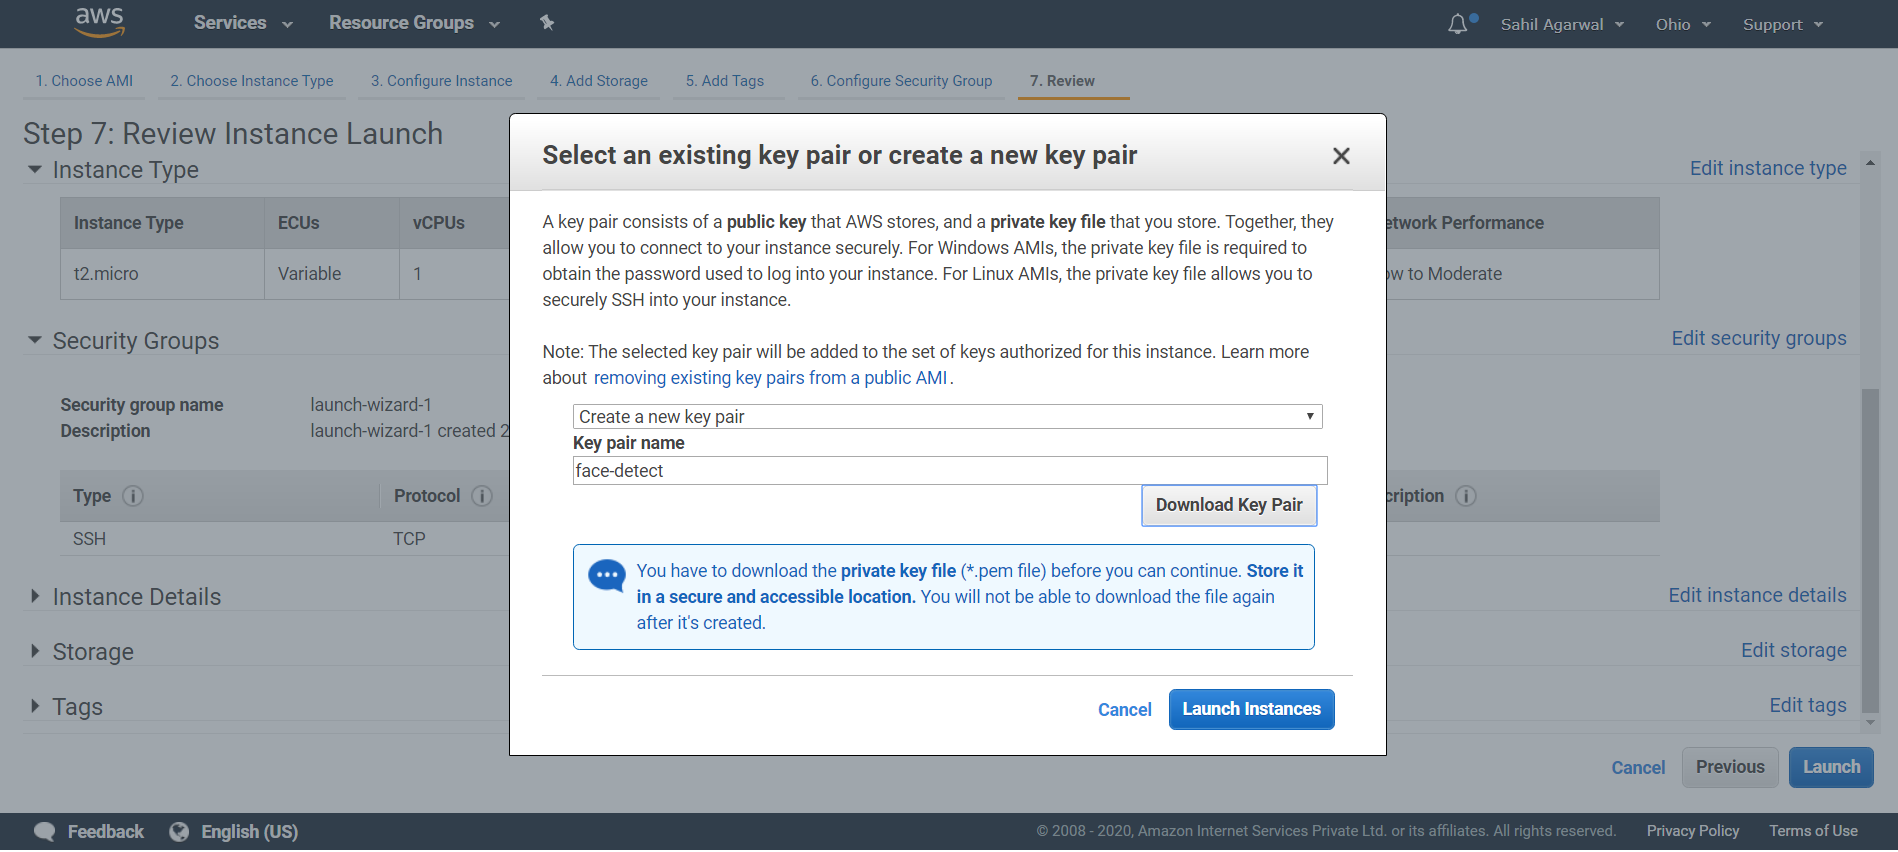 aws
Services
Resource Groups
Sahil Agarwal
Ohio
Support
1. Choose AMI
2. Choose Instance Type
3. Configure Instance
4. Add Storage
5. Add Tags
6. Configure Security Group
7. Review
Step 7: Review Instance Launch
Instance Type
Edit instance type
Instance Type
ECUs
vCPUs
etwork Performance
t2.micro
Variable
1
ow to Moderate
Security Groups
Edit security groups
Security group name
launch-wizard-1
Description
launch-wizard-1 created 2
Type
Protocol
cription
SSH
TCP
Instance Details
Edit instance details
Storage
Edit storage
Tags
Edit tags
Select an existing key pair or create a new key pair
A key pair consists of a public key that AWS stores, and a private key file that you store. Together, they
allow you to connect to your instance securely. For Windows AMIs, the private key file is required to
obtain the password used to log into your instance. For Linux AMIs, the private key file allows you to
securely SSH into your instance.
Note: The selected key pair will be added to the set of keys authorized for this instance. Learn more
about removing existing key pairs from a public AMI.
Create a new key pair
Key pair name
face-detect
Download Key Pair
You have to download the private key file (*.pem file) before you can continue. Store it
in a secure and accessible location. You will not be able to download the file again
after it's created.
Cancel
Launch Instances
Cancel
Previous
Launch
Feedback
English (US)
© 2008 - 2020, Amazon Internet Services Private Ltd. or its affiliates. All rights reserved.
Privacy Policy
Terms of Use